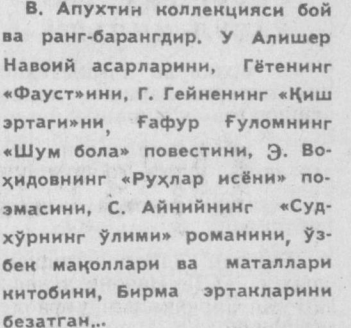 В. Апухтин коллекцияси бой
ва ранг-барангдир. У Алишер
Навоий асарларини, Гётенинг
«Фауст»ини, Г. Гейненинг «Қиш
эртаги»ни, Ғафур Ғуломнинг
«Шум бола» повестини, Э. Во-
ҳидовнинг «Руҳлар исёни» по-
эмасини, С. Айнийнинг «Суд-
хўрнинг ўлими» романини, ўз-
бек мақоллари ва маталлари
китобини, Бирма эртакларини
безатган...